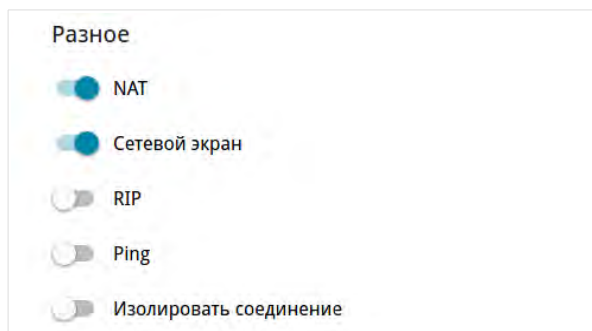 Разное
NAT
Сетевой экран
RIP
Ping
Изолировать соединение